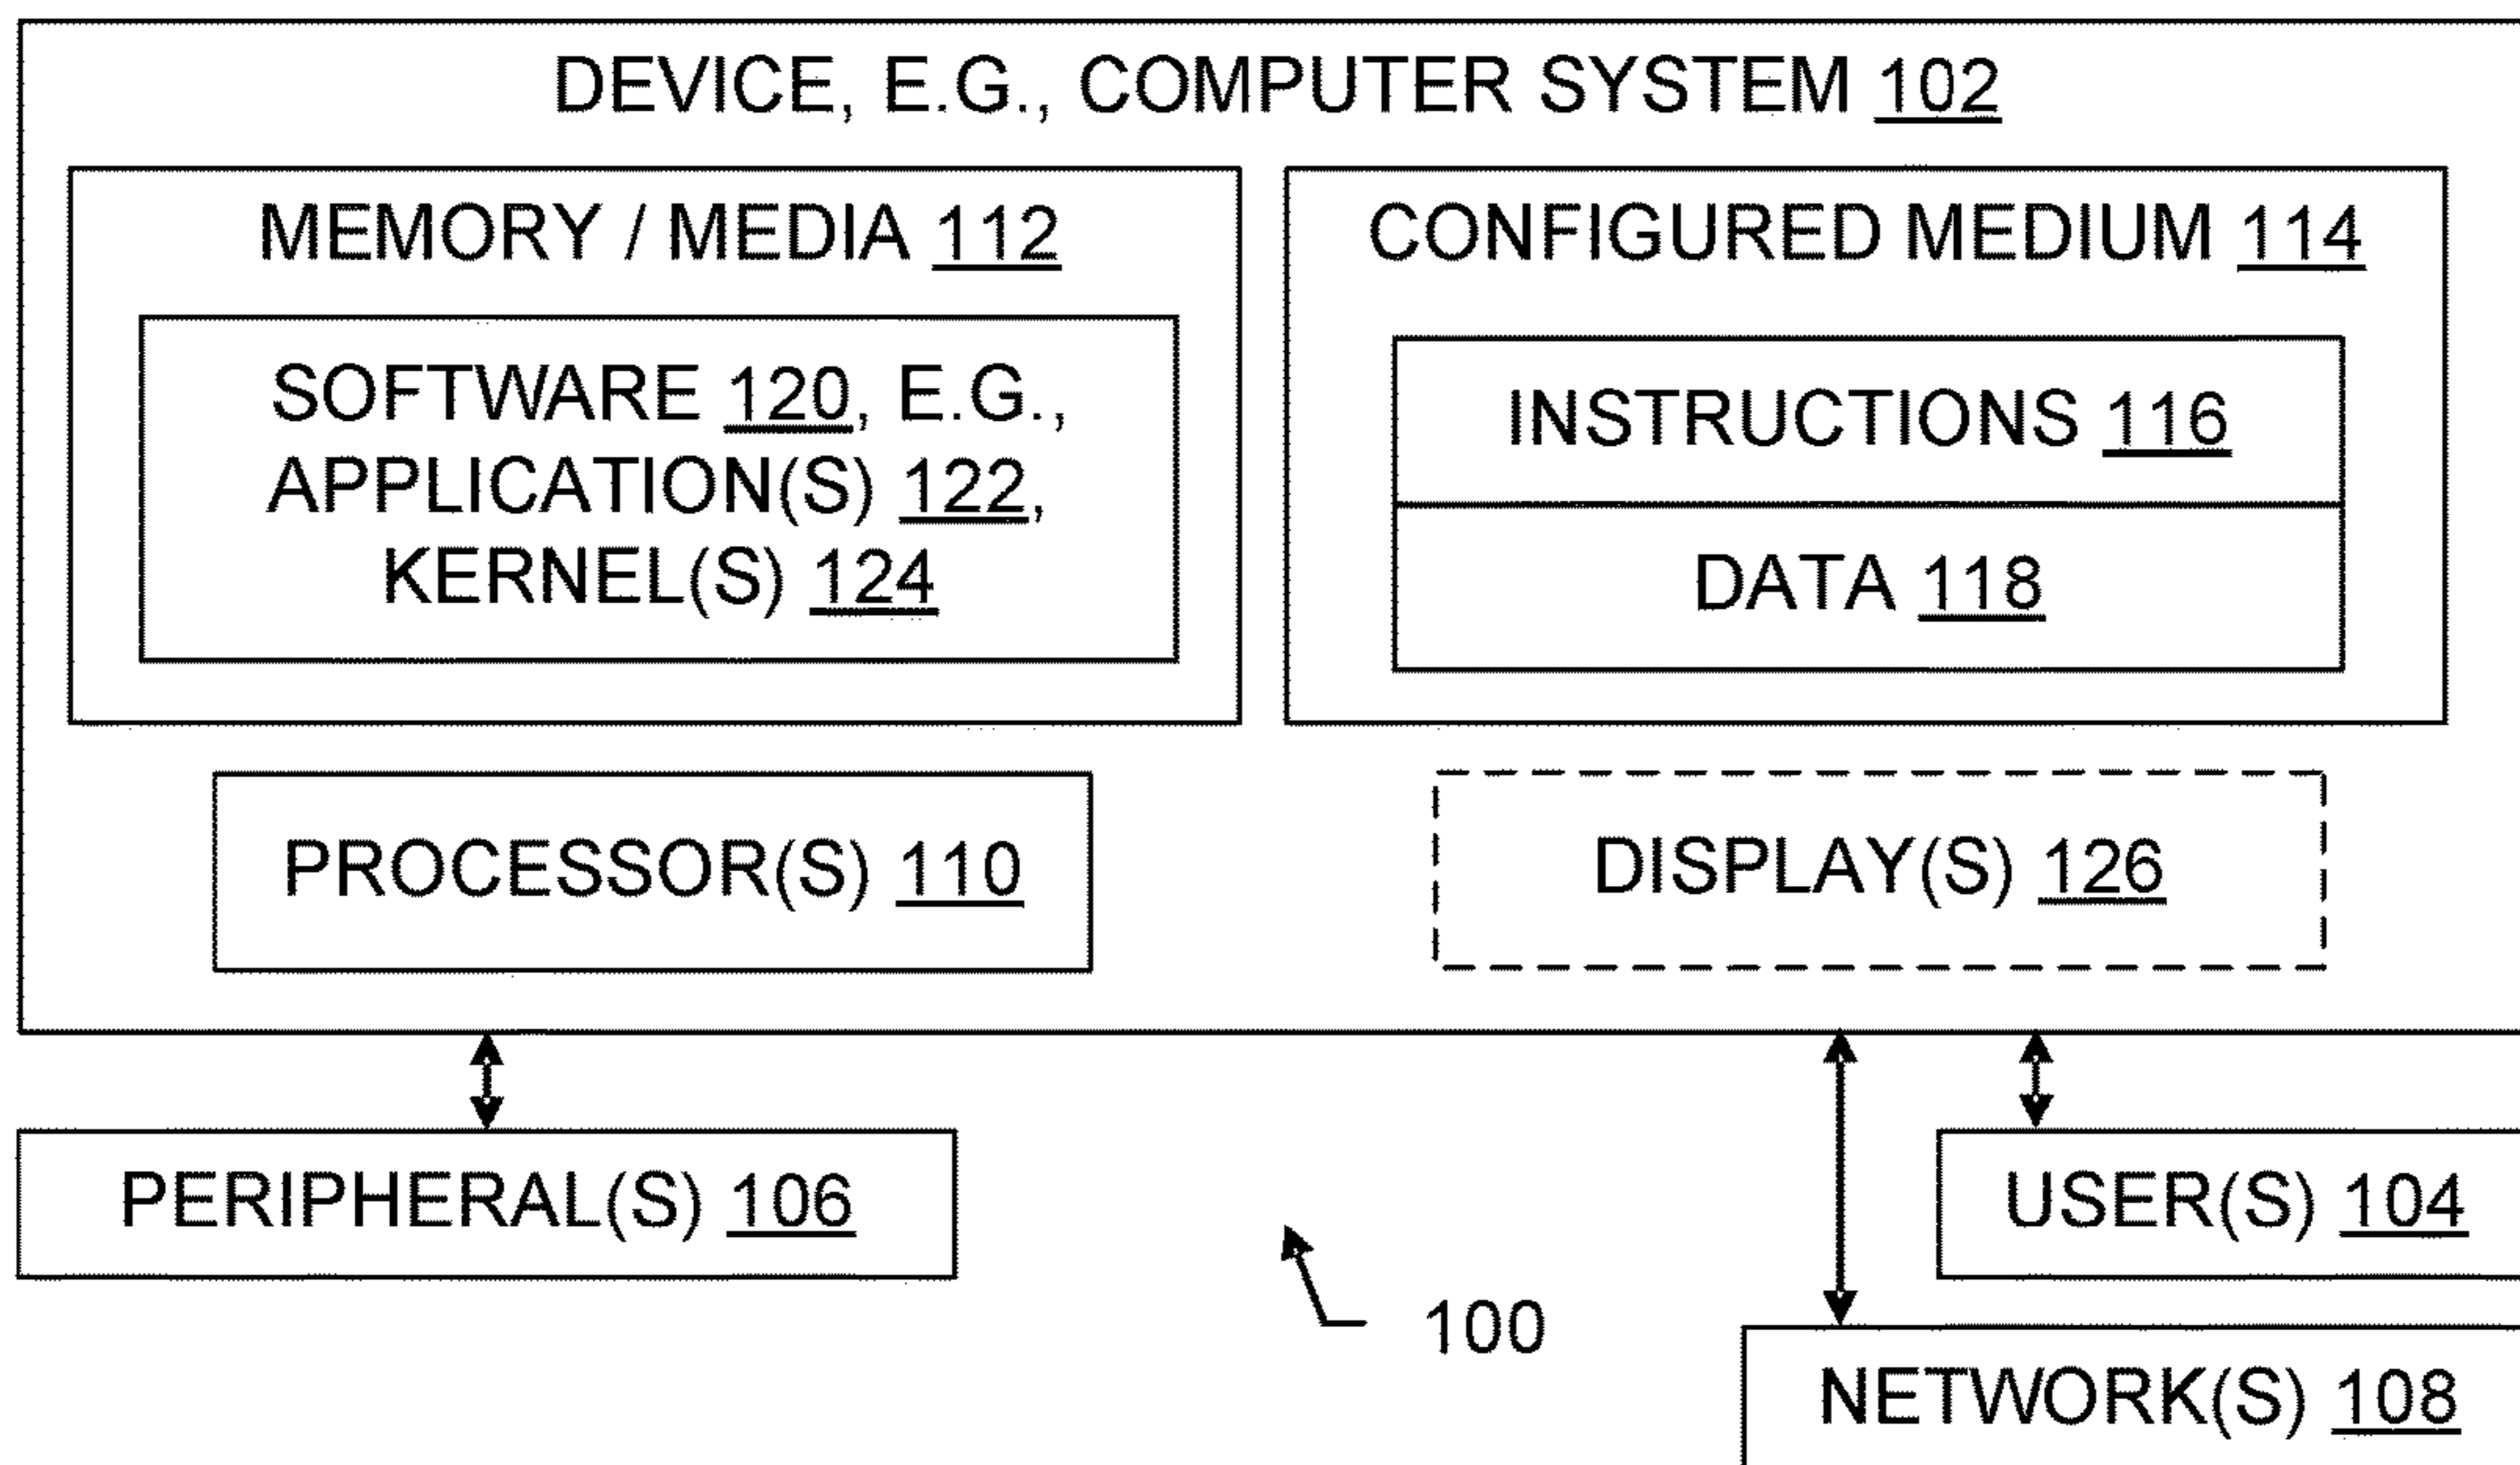 DEVICE, E.G., COMPUTER SYSTEM 102
MEMORY / MEDIA 112
SOFTWARE 120, E.G.,
APPLICATION(S) 122,
KERNEL(S) 124
CONFIGURED MEDIUM 114
INSTRUCTIONS 116
DATA 118
PROCESSOR(S) 110
DISPLAY(S) 126
PERIPHERAL(S) 106
USER(S) 104
100
NETWORK(S) 108